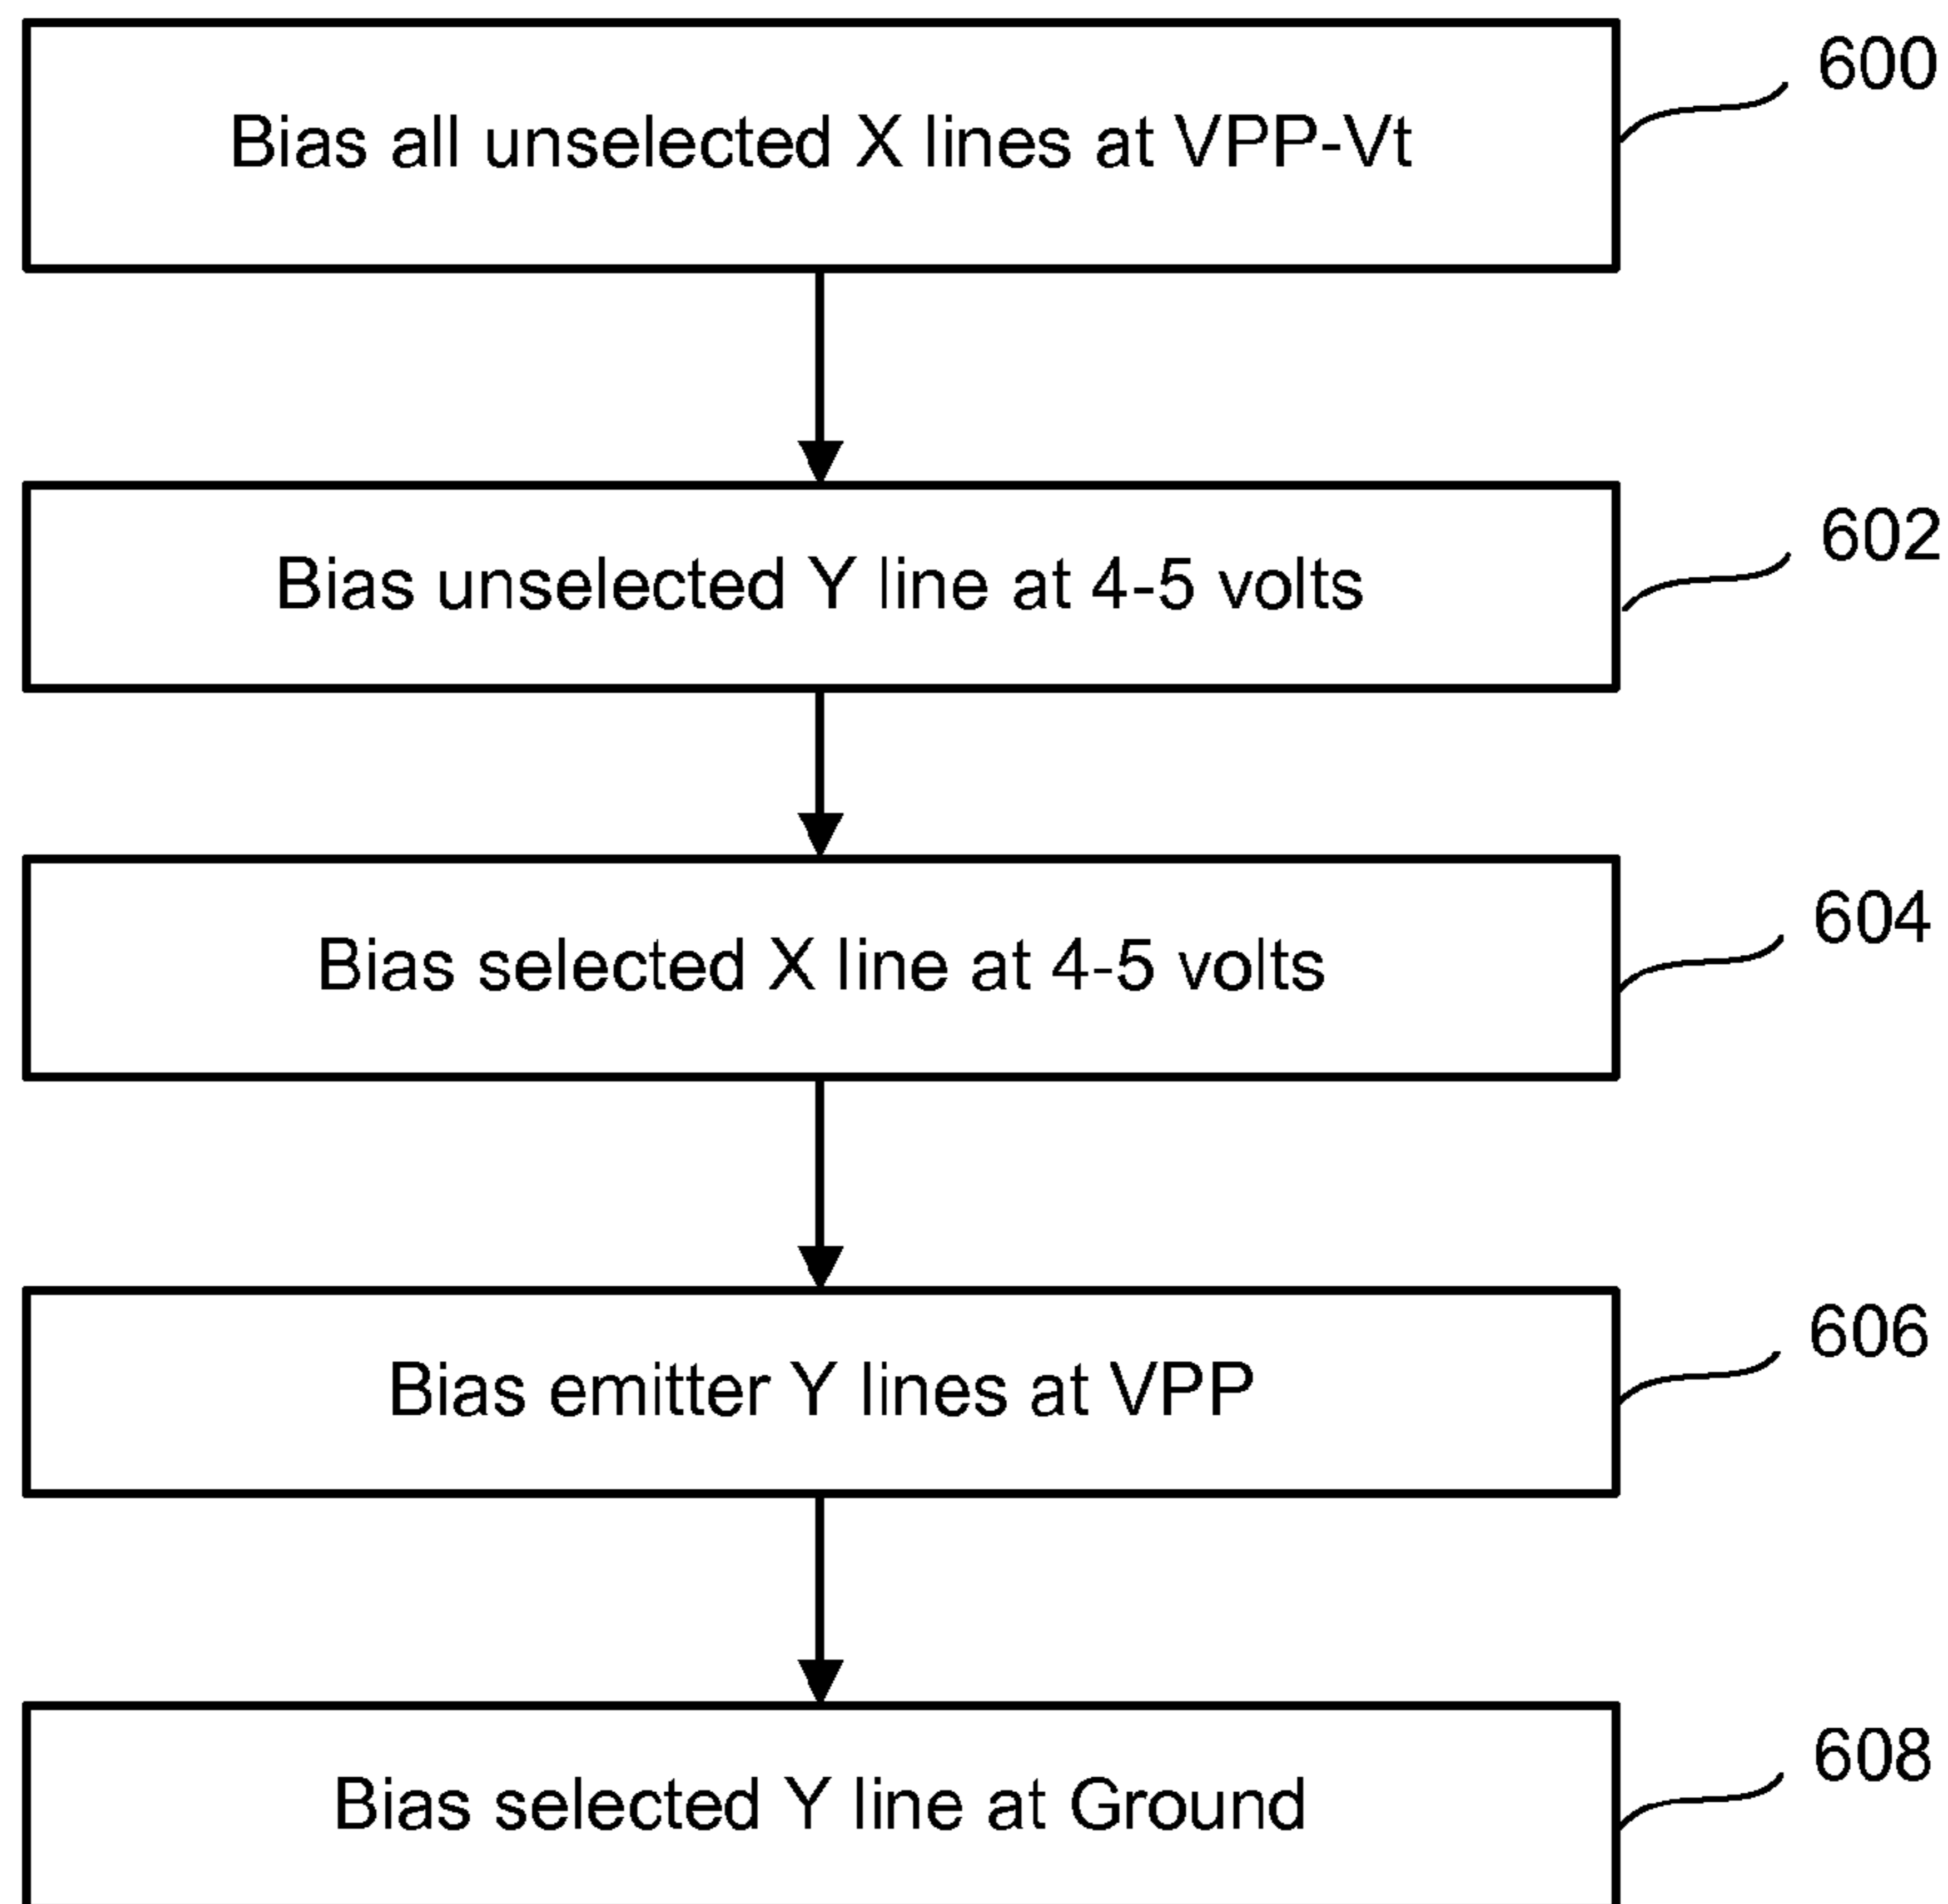 600
Bias all unselected X lines at VPP-Vt
602
Bias unselected Y line at 4-5 volts
604
Bias selected X line at 4-5 volts
606
Bias emitter Y lines at VPP
608
Bias selected Y line at Ground